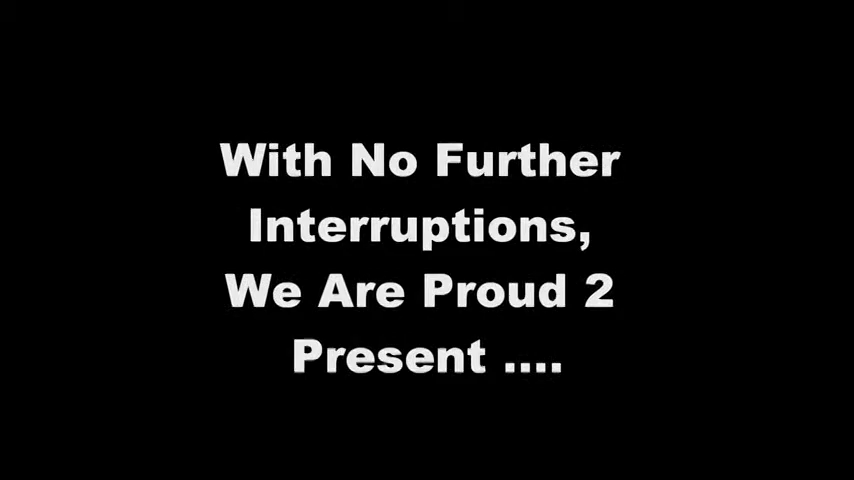 With No Further
Interruptions,
We Are Proud 2
Present ....